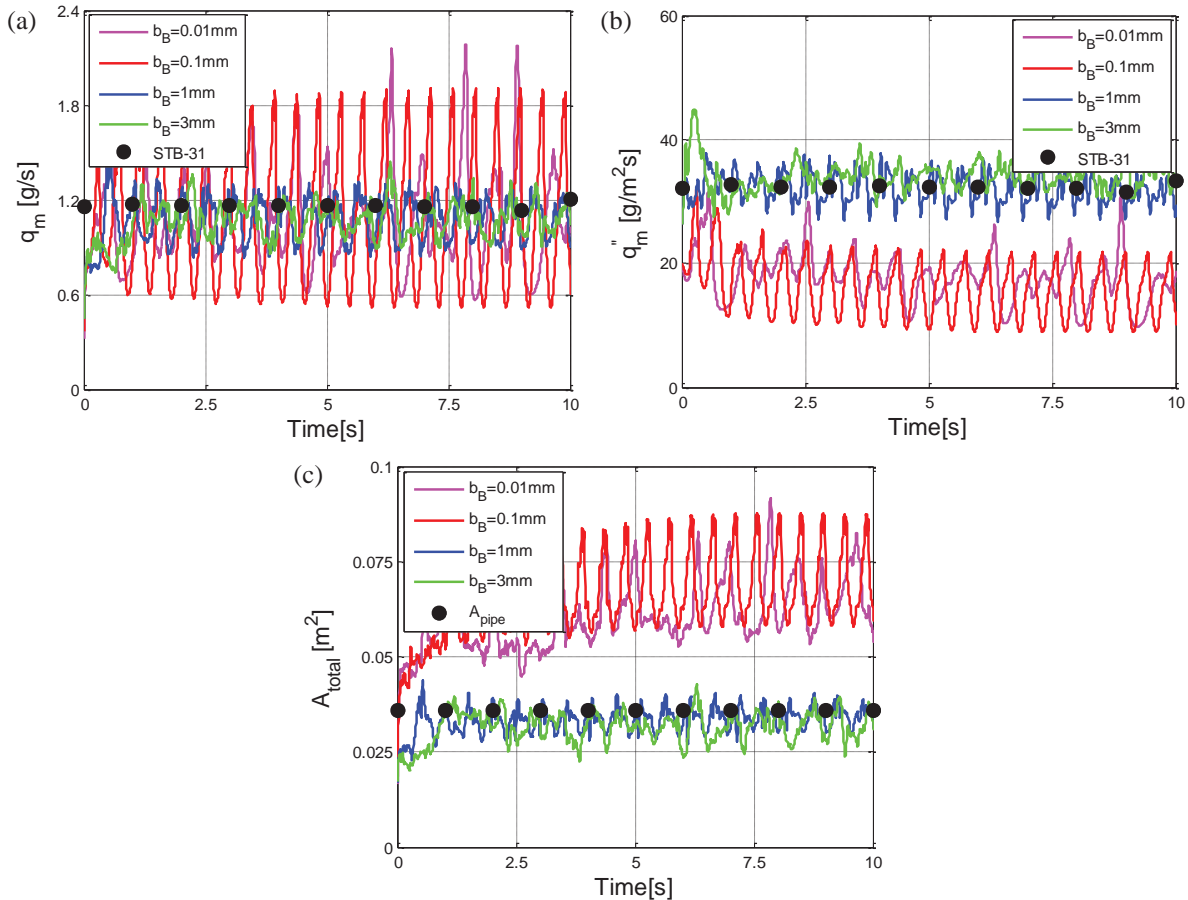 (a)
2.4
1.8
1.2
0.6
0
q_m [g/s]
b_B=0.01mm
b_B=0.1mm
b_B=1mm
b_B=3mm
STB-31
0 2.5 5 7.5 10
Time[s]
(b)
60
40
20
0
q"_m [g/m²s]
b_B=0.01mm
b_B=0.1mm
b_B=1mm
b_B=3mm
STB-31
0 2.5 5 7.5 10
Time[s]
(c)
0.1
0.075
0.05
0.025
0
A_total [m²]
b_B=0.01mm
b_B=0.1mm
b_B=1mm
b_B=3mm
A_pipe
0 2.5 5 7.5 10
Time[s]